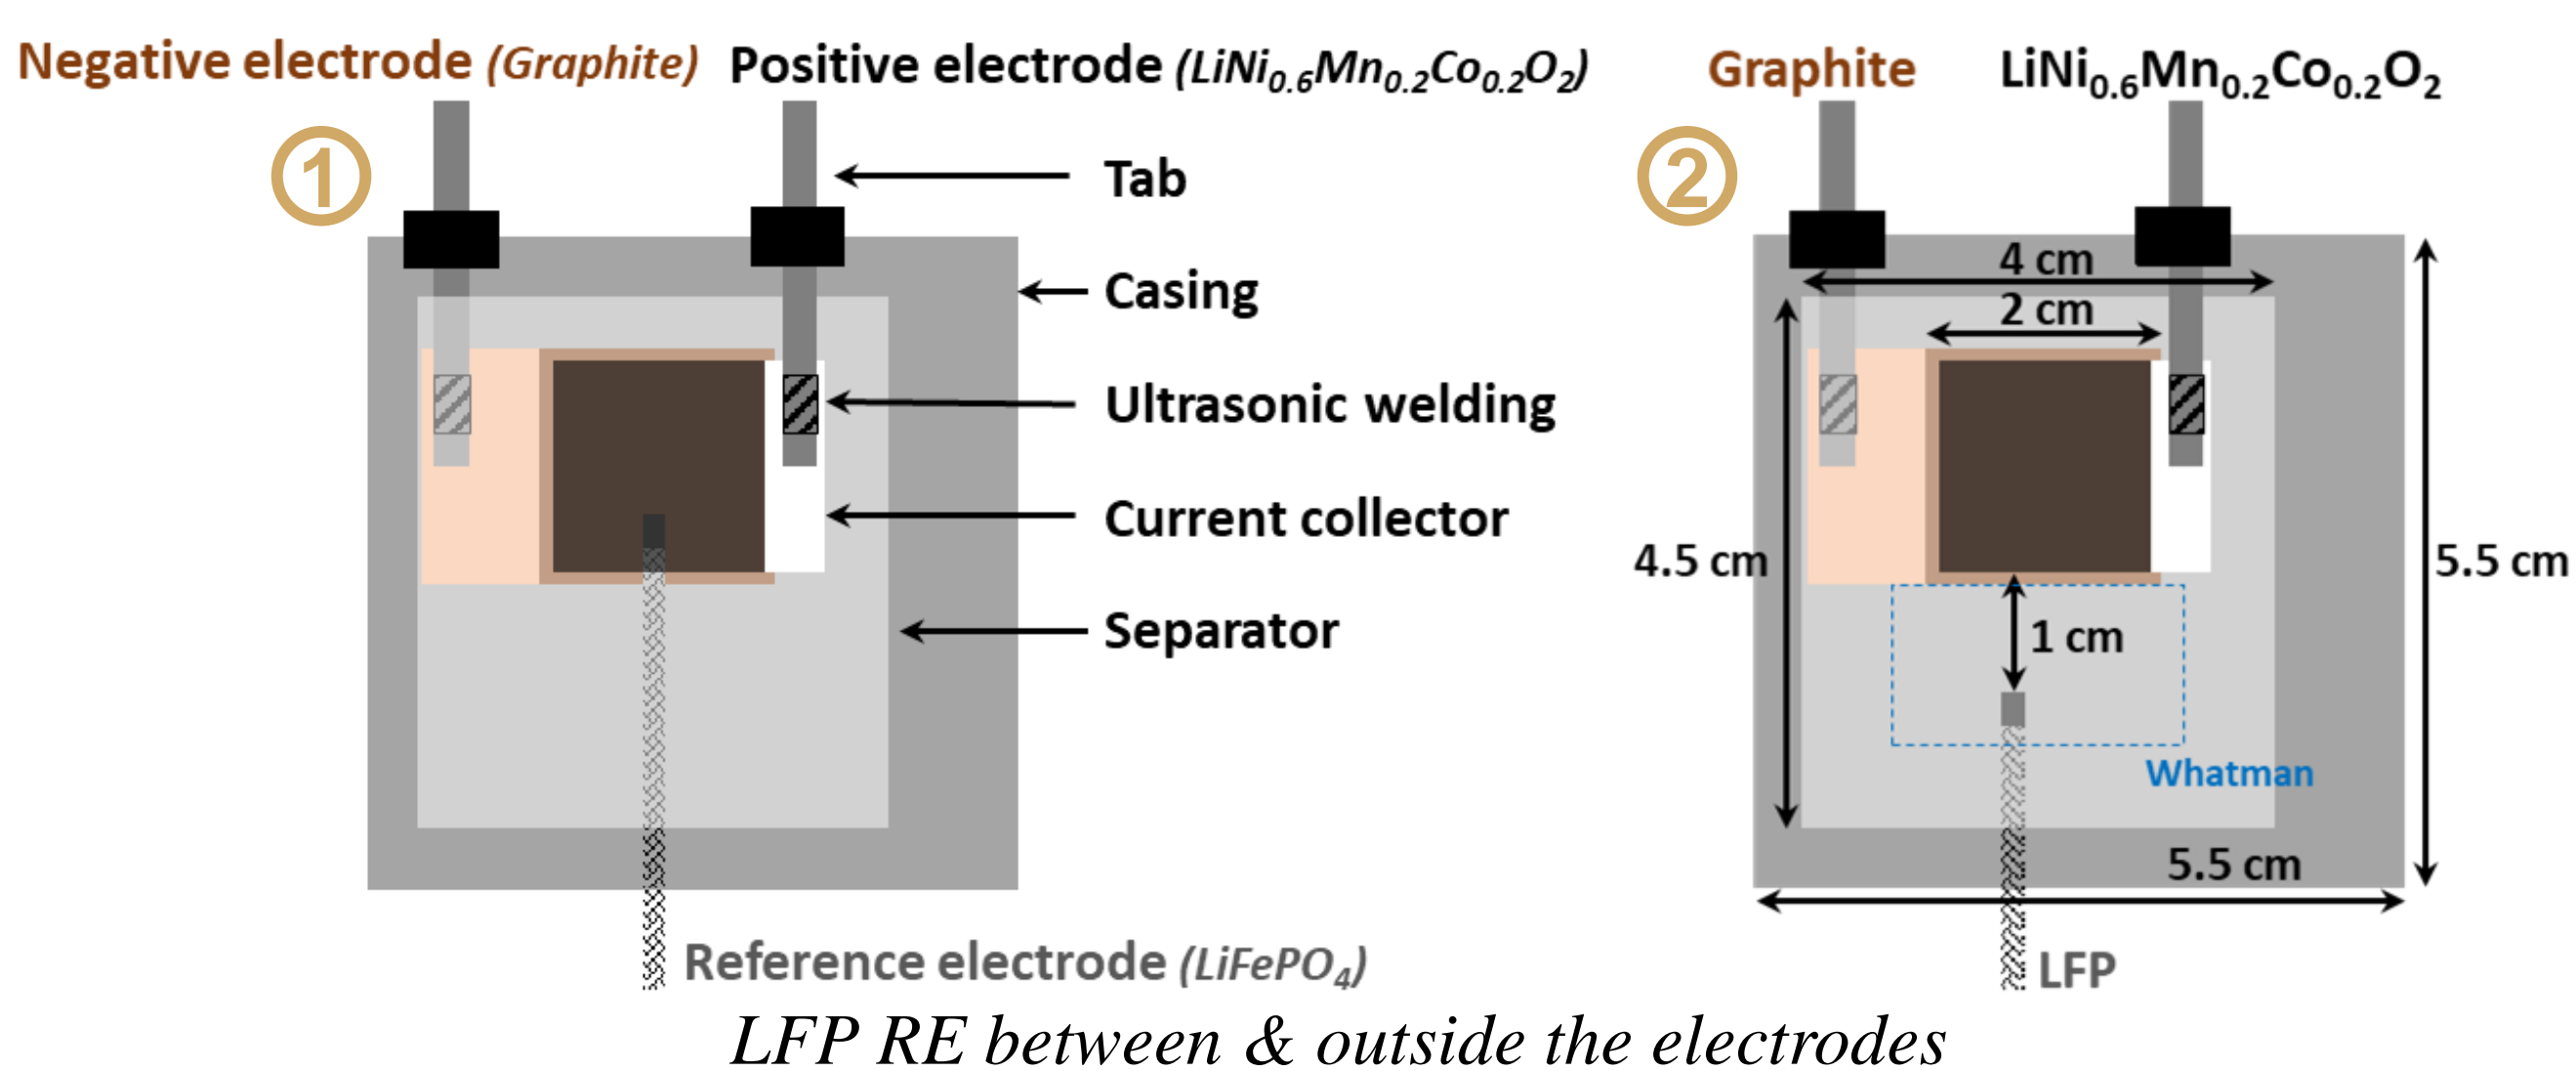 Negative electrode (Graphite)
Positive electrode (LiNi0.6Mn0.2Co0.2O2)
1
Tab
Casing
Ultrasonic welding
Current collector
Separator
Reference electrode (LiFePO4)
Graphite
LiNi0.6Mn0.2Co0.2O2
2
4 cm
2 cm
4.5 cm
5.5 cm
1 cm
Whatman
5.5 cm
LFP
LFP RE between & outside the electrodes